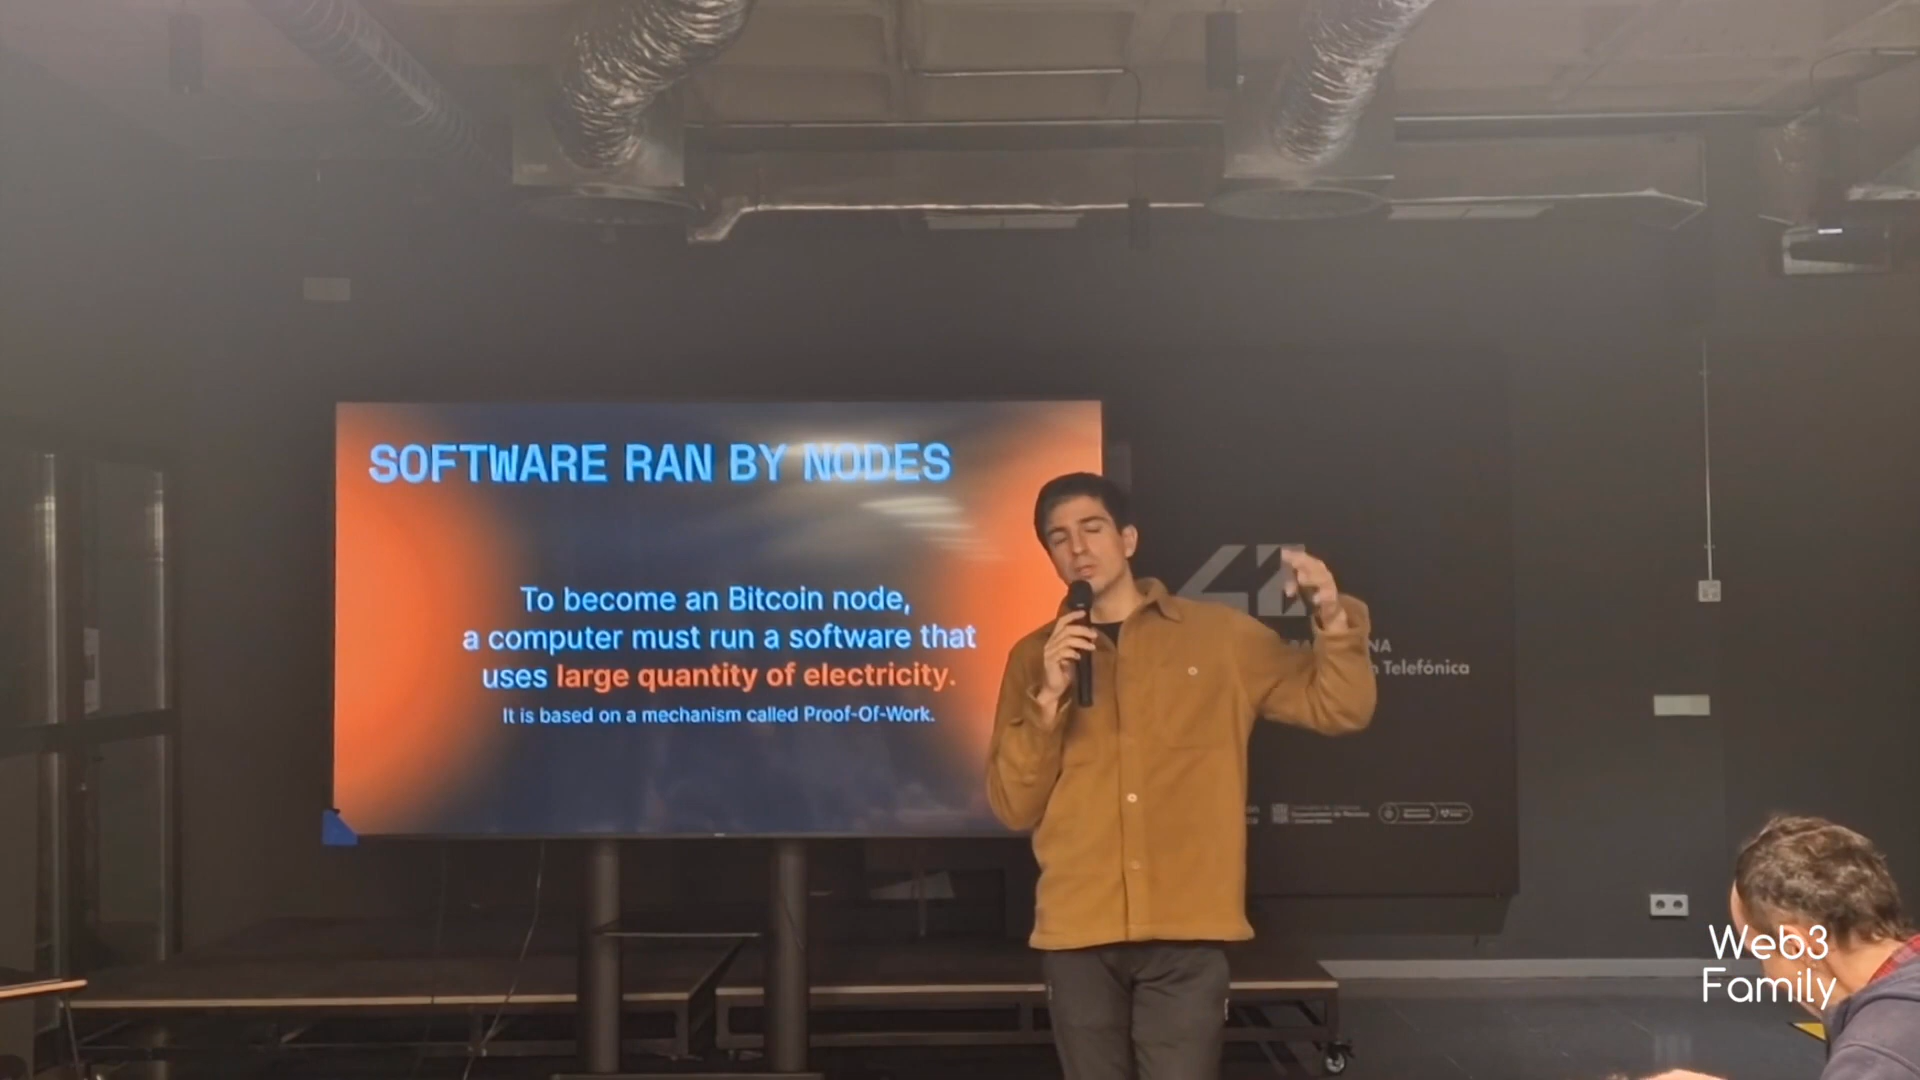 SOFTWARE RAN BY NODES
To become an Bitcoin node,
a computer must run a software that
uses large quantity of electricity.
It is based on a mechanism called Proof-Of-Work.
42
Telefónica
Web3
Family